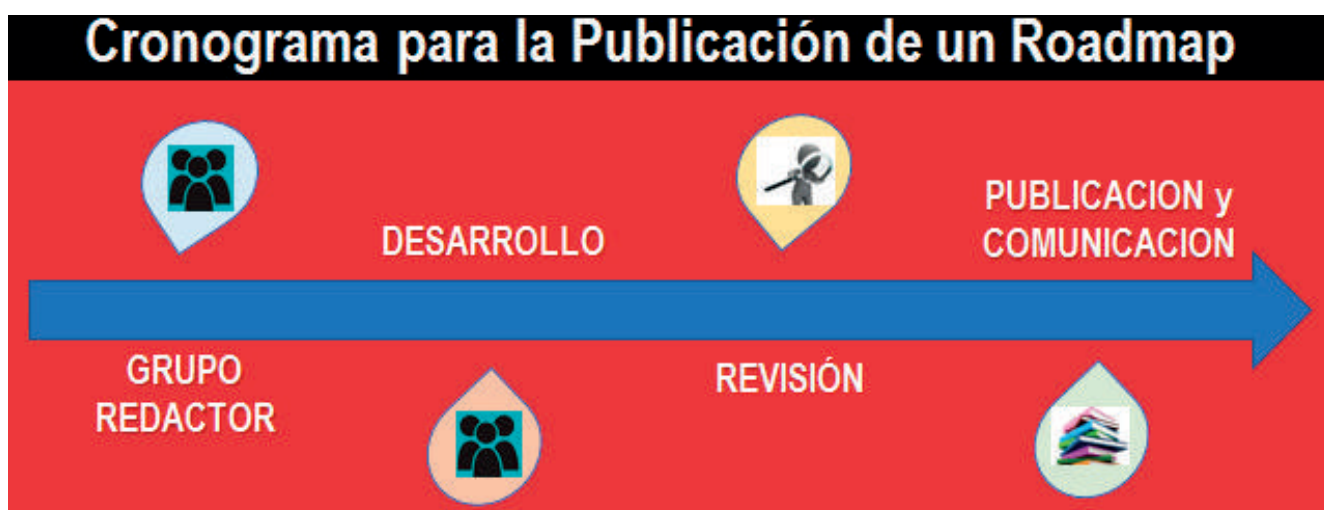 Cronograma para la Publicación de un Roadmap
GRUPO
REDACTOR
DESARROLLO
REVISIÓN
PUBLICACION y
COMUNICACION